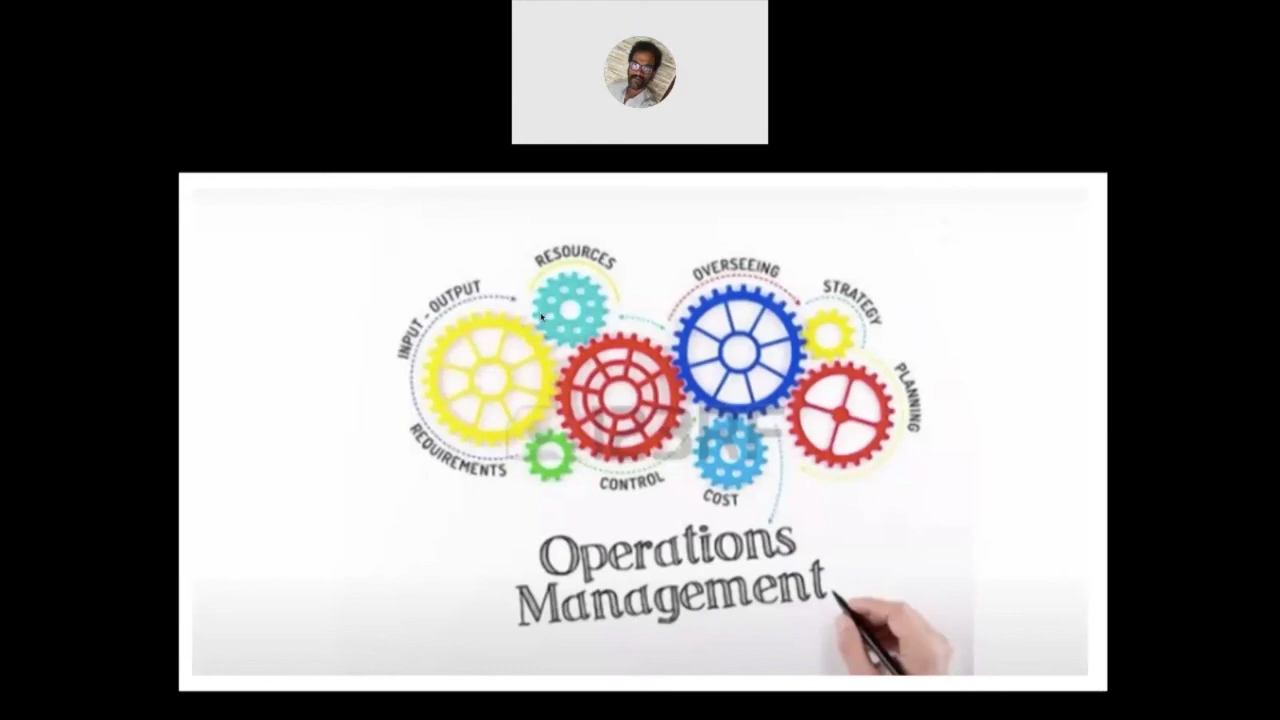 RESOURCES
OVERSEEING
INPUT - OUTPUT
STRATEGY
PLANNING
REQUIREMENTS
CONTROL
COST
Operations
Management